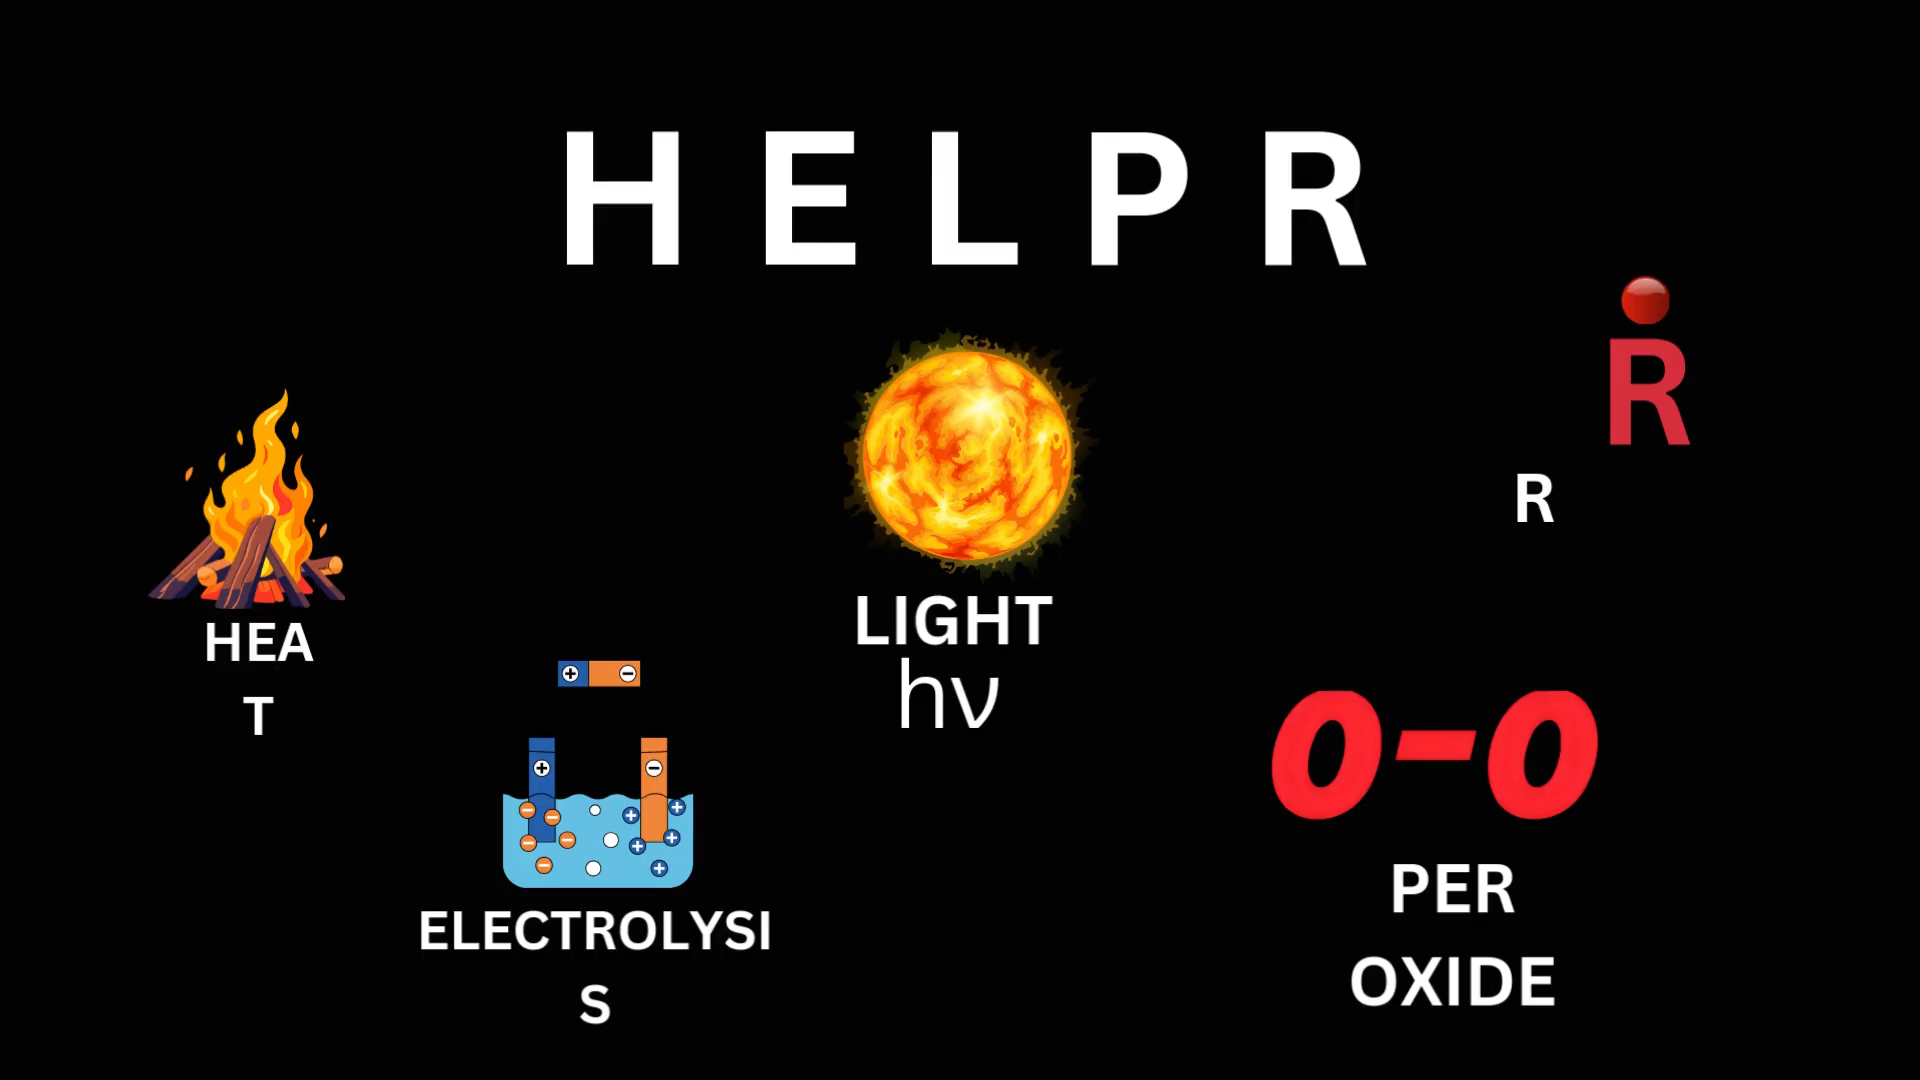 H E L P R
R
R
HEA
T
LIGHT
hν
+ −
+ −
ELECTROLYSI
S
O-O
PER
OXIDE